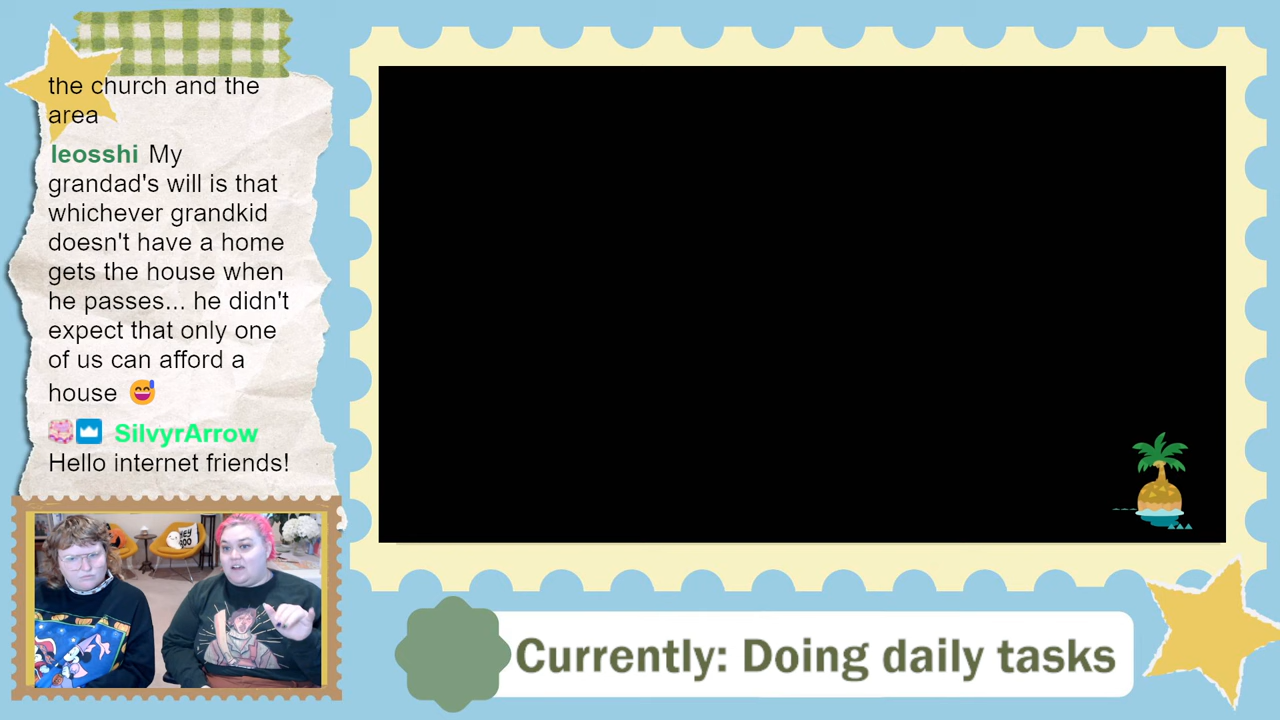 the church and the
area
leosshi My
grandad's will is that
whichever grandkid
doesn't have a home
gets the house when
he passes... he didn't
expect that only one
of us can afford a
house 😅
SilvyrArrow
Hello internet friends!
HEY
BOO
Currently: Doing daily tasks